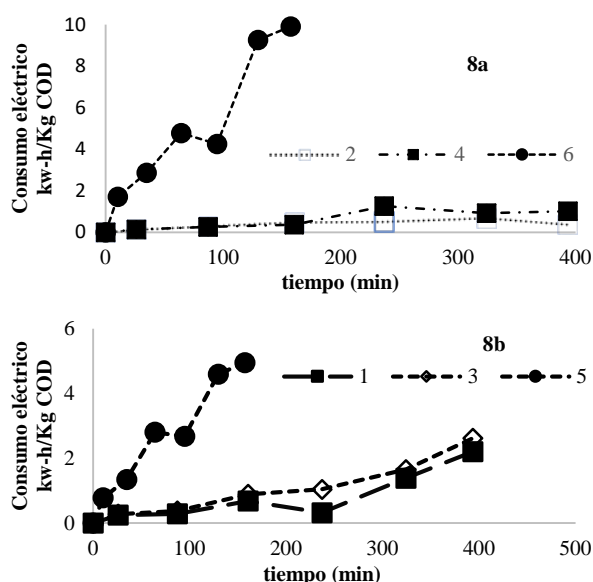 10
8
6
4
2
0
Consumo eléctrico
kw-h/Kg COD
8a
2 4 6
0 100 200 300 400
tiempo (min)
6
4
2
0
Consumo eléctrico
kw-h/Kg COD
8b
1 3 5
0 100 200 300 400 500
tiempo (min)